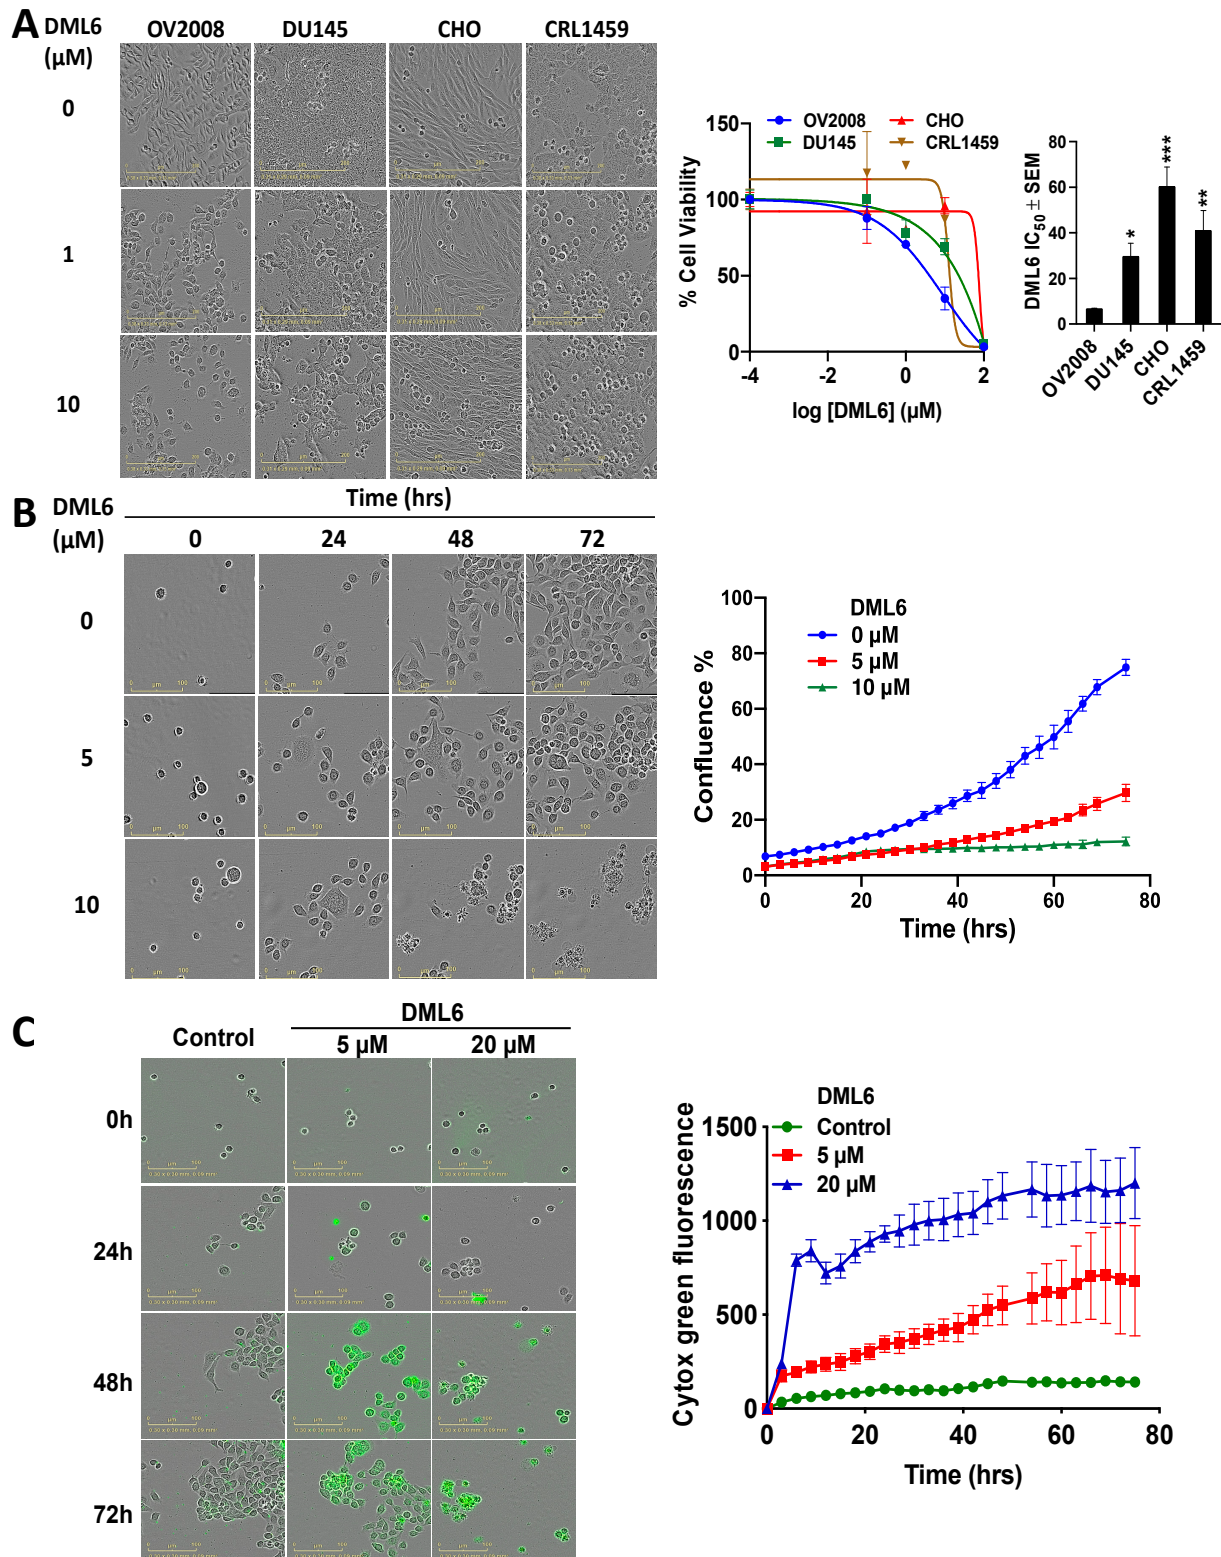 A
DML6
(µM)
OV2008 DU145 CHO CRL1459
0
1
10
OV2008 CHO
DU145 CRL1459
% Cell Viability
150
100
50
0
-4 -2 0 2
log [DML6] (µM)
DML6 IC50 ± SEM
80
60
40
20
0
* *** **
OV2008 DU145 CHO CRL1459
B
DML6
(µM)
Time (hrs)
0 24 48 72
0
5
10
DML6
0 µM
5 µM
10 µM
Confluence %
100
80
60
40
20
0
0 20 40 60 80
Time (hrs)
C
DML6
Control 5 µM 20 µM
0h
24h
48h
72h
DML6
Control
5 µM
20 µM
Cytox green fluorescence
1500
1000
500
0
0 20 40 60 80
Time (hrs)